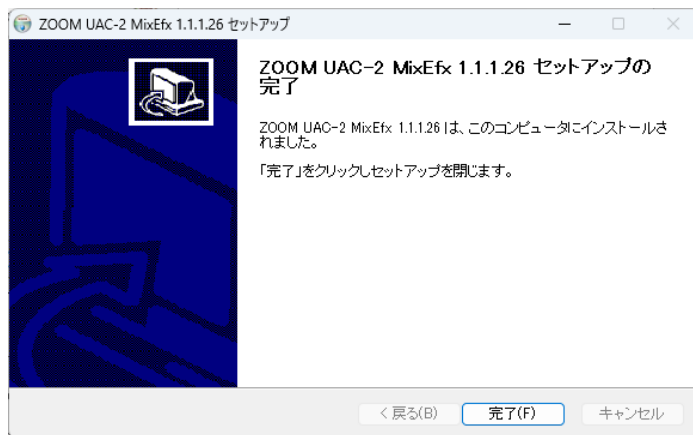 ZOOM UAC-2 MixEfx 1.1.1.26 セットアップ
ZOOM UAC-2 MixEfx 1.1.1.26 セットアップの
完了
ZOOM UAC-2 MixEfx 1.1.1.26 は、このコンピュータにインストールさ
れました。
「完了」をクリックしセットアップを閉じます。
< 戻る(B)
完了(F)
キャンセル